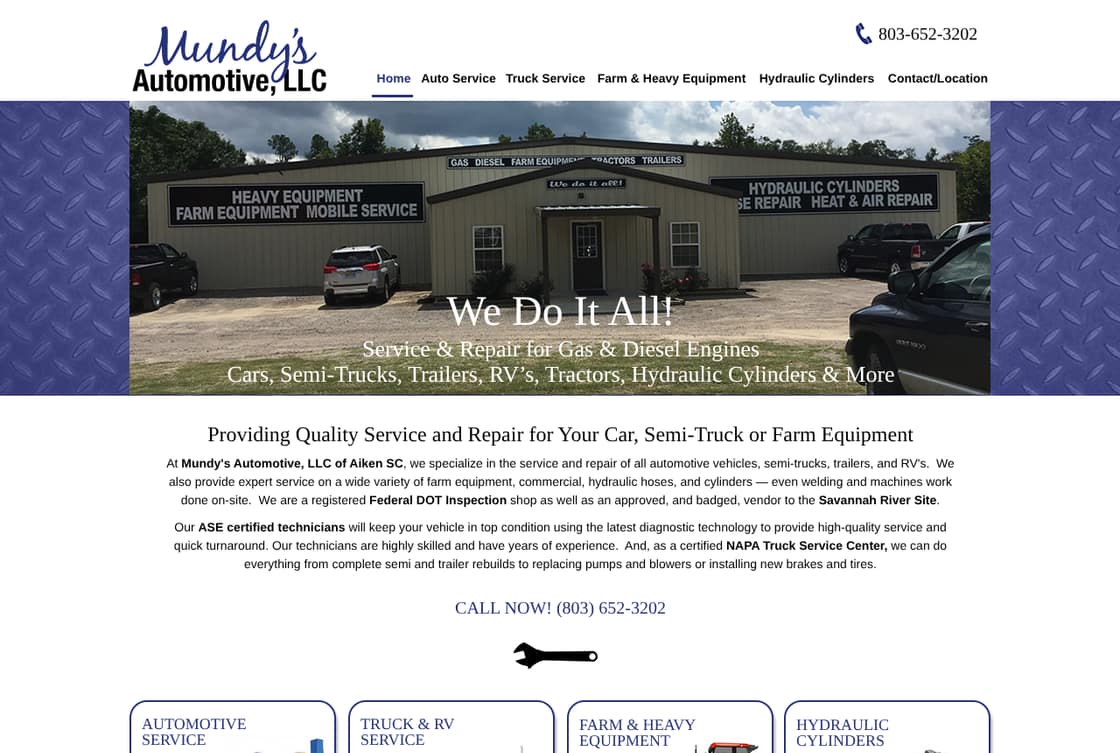 Mundy's
Automotive, LLC
803-652-3202
Home Auto Service Truck Service Farm & Heavy Equipment Hydraulic Cylinders Contact/Location
GAS DIESEL FARM EQUIPMENT TRACTORS TRAILERS
We do it all!
HEAVY EQUIPMENT
FARM EQUIPMENT MOBILE SERVICE
HYDRAULIC CYLINDERS
SE REPAIR HEAT & AIR REPAIR
We Do It All!
Service & Repair for Gas & Diesel Engines
Cars, Semi-Trucks, Trailers, RV’s, Tractors, Hydraulic Cylinders & More
Providing Quality Service and Repair for Your Car, Semi-Truck or Farm Equipment
At Mundy's Automotive, LLC of Aiken SC, we specialize in the service and repair of all automotive vehicles, semi-trucks, trailers, and RV's. We
also provide expert service on a wide variety of farm equipment, commercial, hydraulic hoses, and cylinders — even welding and machines work
done on-site. We are a registered Federal DOT Inspection shop as well as an approved, and badged, vendor to the Savannah River Site.
Our ASE certified technicians will keep your vehicle in top condition using the latest diagnostic technology to provide high-quality service and
quick turnaround. Our technicians are highly skilled and have years of experience. And, as a certified NAPA Truck Service Center, we can do
everything from complete semi and trailer rebuilds to replacing pumps and blowers or installing new brakes and tires.
CALL NOW! (803) 652-3202
AUTOMOTIVE
SERVICE
TRUCK & RV
SERVICE
FARM & HEAVY
EQUIPMENT
HYDRAULIC
CYLINDERS